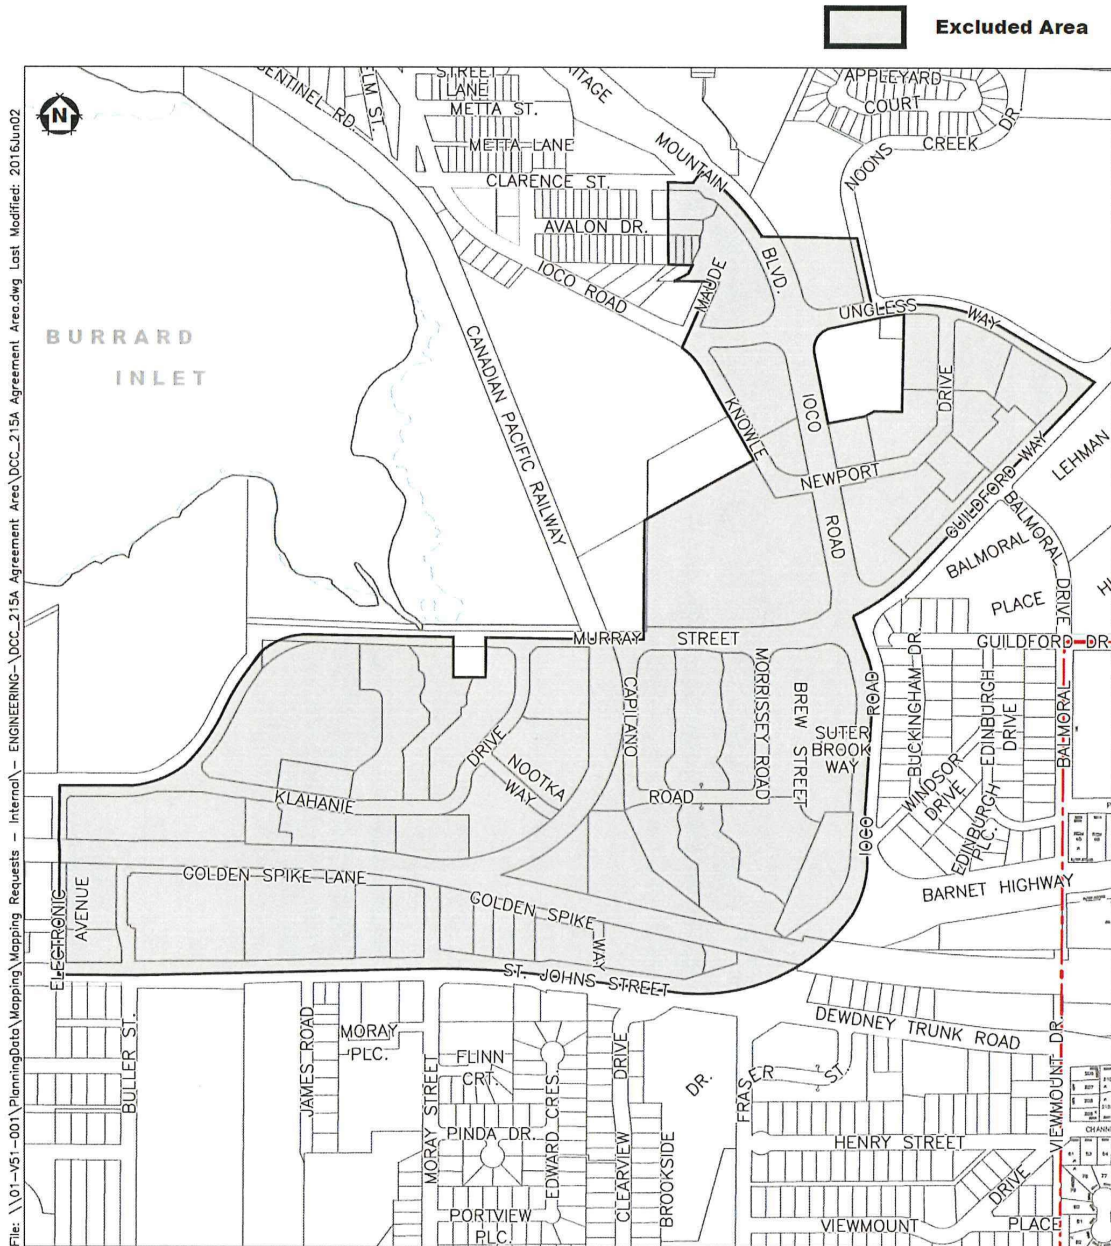 Excluded Area
File: \\01-VS1-001\PlanningData\Mapping\Mapping Requests - Internal\- ENGINEERING-\DCC_215A Agreement Area\DCC_215A Agreement Area.dwg Last Modified: 2016Jun02
N
SENTINEL RD.
ELM ST.
STREET
LANE
METTA ST.
METTA LANE
CLARENCE ST.
AVALON DR.
IOCO ROAD
MOUNTAIN
BLVD.
APPLEYARD
COURT
NOONS CREEK DR.
MAUDE
UNGLESS WAY
BURRARD
INLET
CANADIAN PACIFIC RAILWAY
KNOWLE
IOCO
ROAD
NEWPORT
DRIVE
GUILDFORD WAY
LEHMAN
BALMORAL DRIVE
BALMORAL
PLACE
MURRAY STREET
GUILDFORD DR
CAPILANO
ROAD
MORRISSEY ROAD
BREW STREET
SUTER
BROOK
WAY
IOCO ROAD
BUCKINGHAM DR.
EDINBURGH
DRIVE
BALMORAL
WINDSOR
DRIVE
EDINBURGH
PLC.
DRIVE
NOOTKA
WAY
KLAHANIE
BARNET HIGHWAY
GOLDEN SPIKE LANE
GOLDEN SPIKE
WAY
ELECTRONIC
AVENUE
ST. JOHNS STREET
DEWDNEY TRUNK ROAD
BULLER ST.
JAMES ROAD
MORAY
PLC.
MORAY STREET
FLINN
CRT.
EDWARD CRES.
CLEARVIEW DRIVE
BROOKSIDE
DR.
FRASER ST.
VIEWMOUNT DR.
PINDA DR.
HENRY STREET
PORTVIEW
PLC.
DRIVE
VIEWMOUNT PLACE